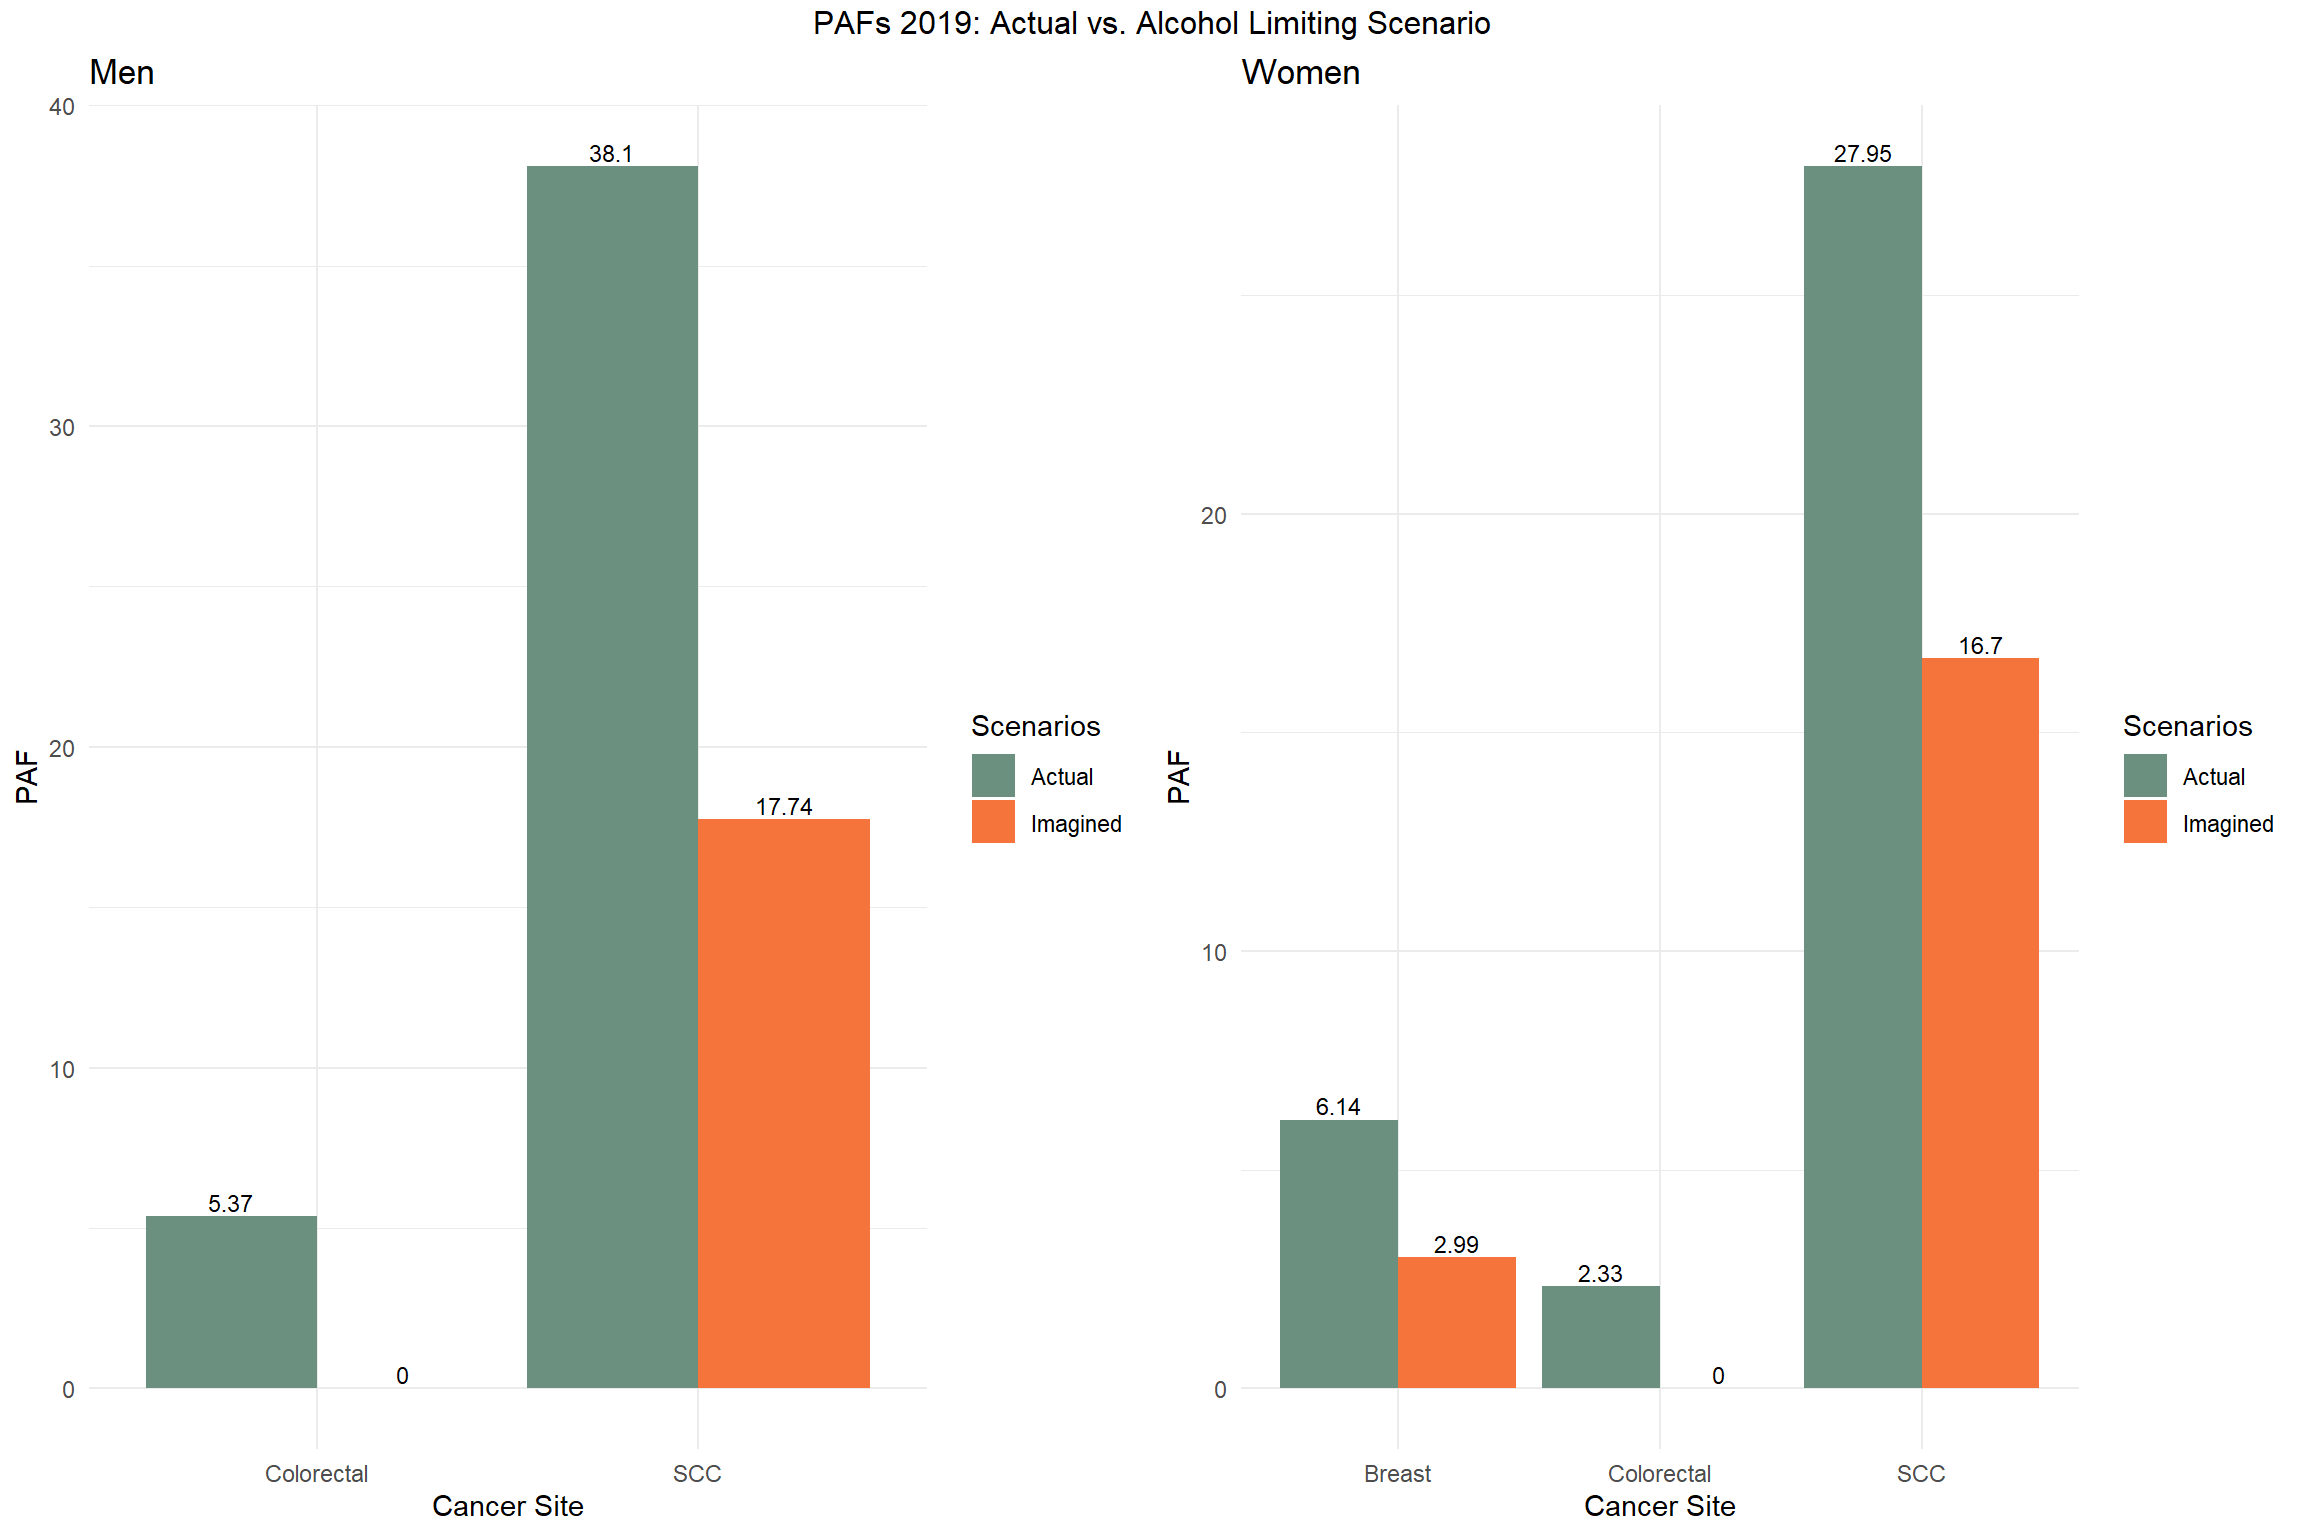 PAFs 2019: Actual vs. Alcohol Limiting Scenario
Men
PAF
40
30
20
10
0
38.1
17.74
5.37
0
Colorectal
SCC
Cancer Site
Scenarios
Actual
Imagined
Women
PAF
20
10
0
27.95
16.7
6.14
2.99
2.33
0
Breast
Colorectal
SCC
Cancer Site
Scenarios
Actual
Imagined